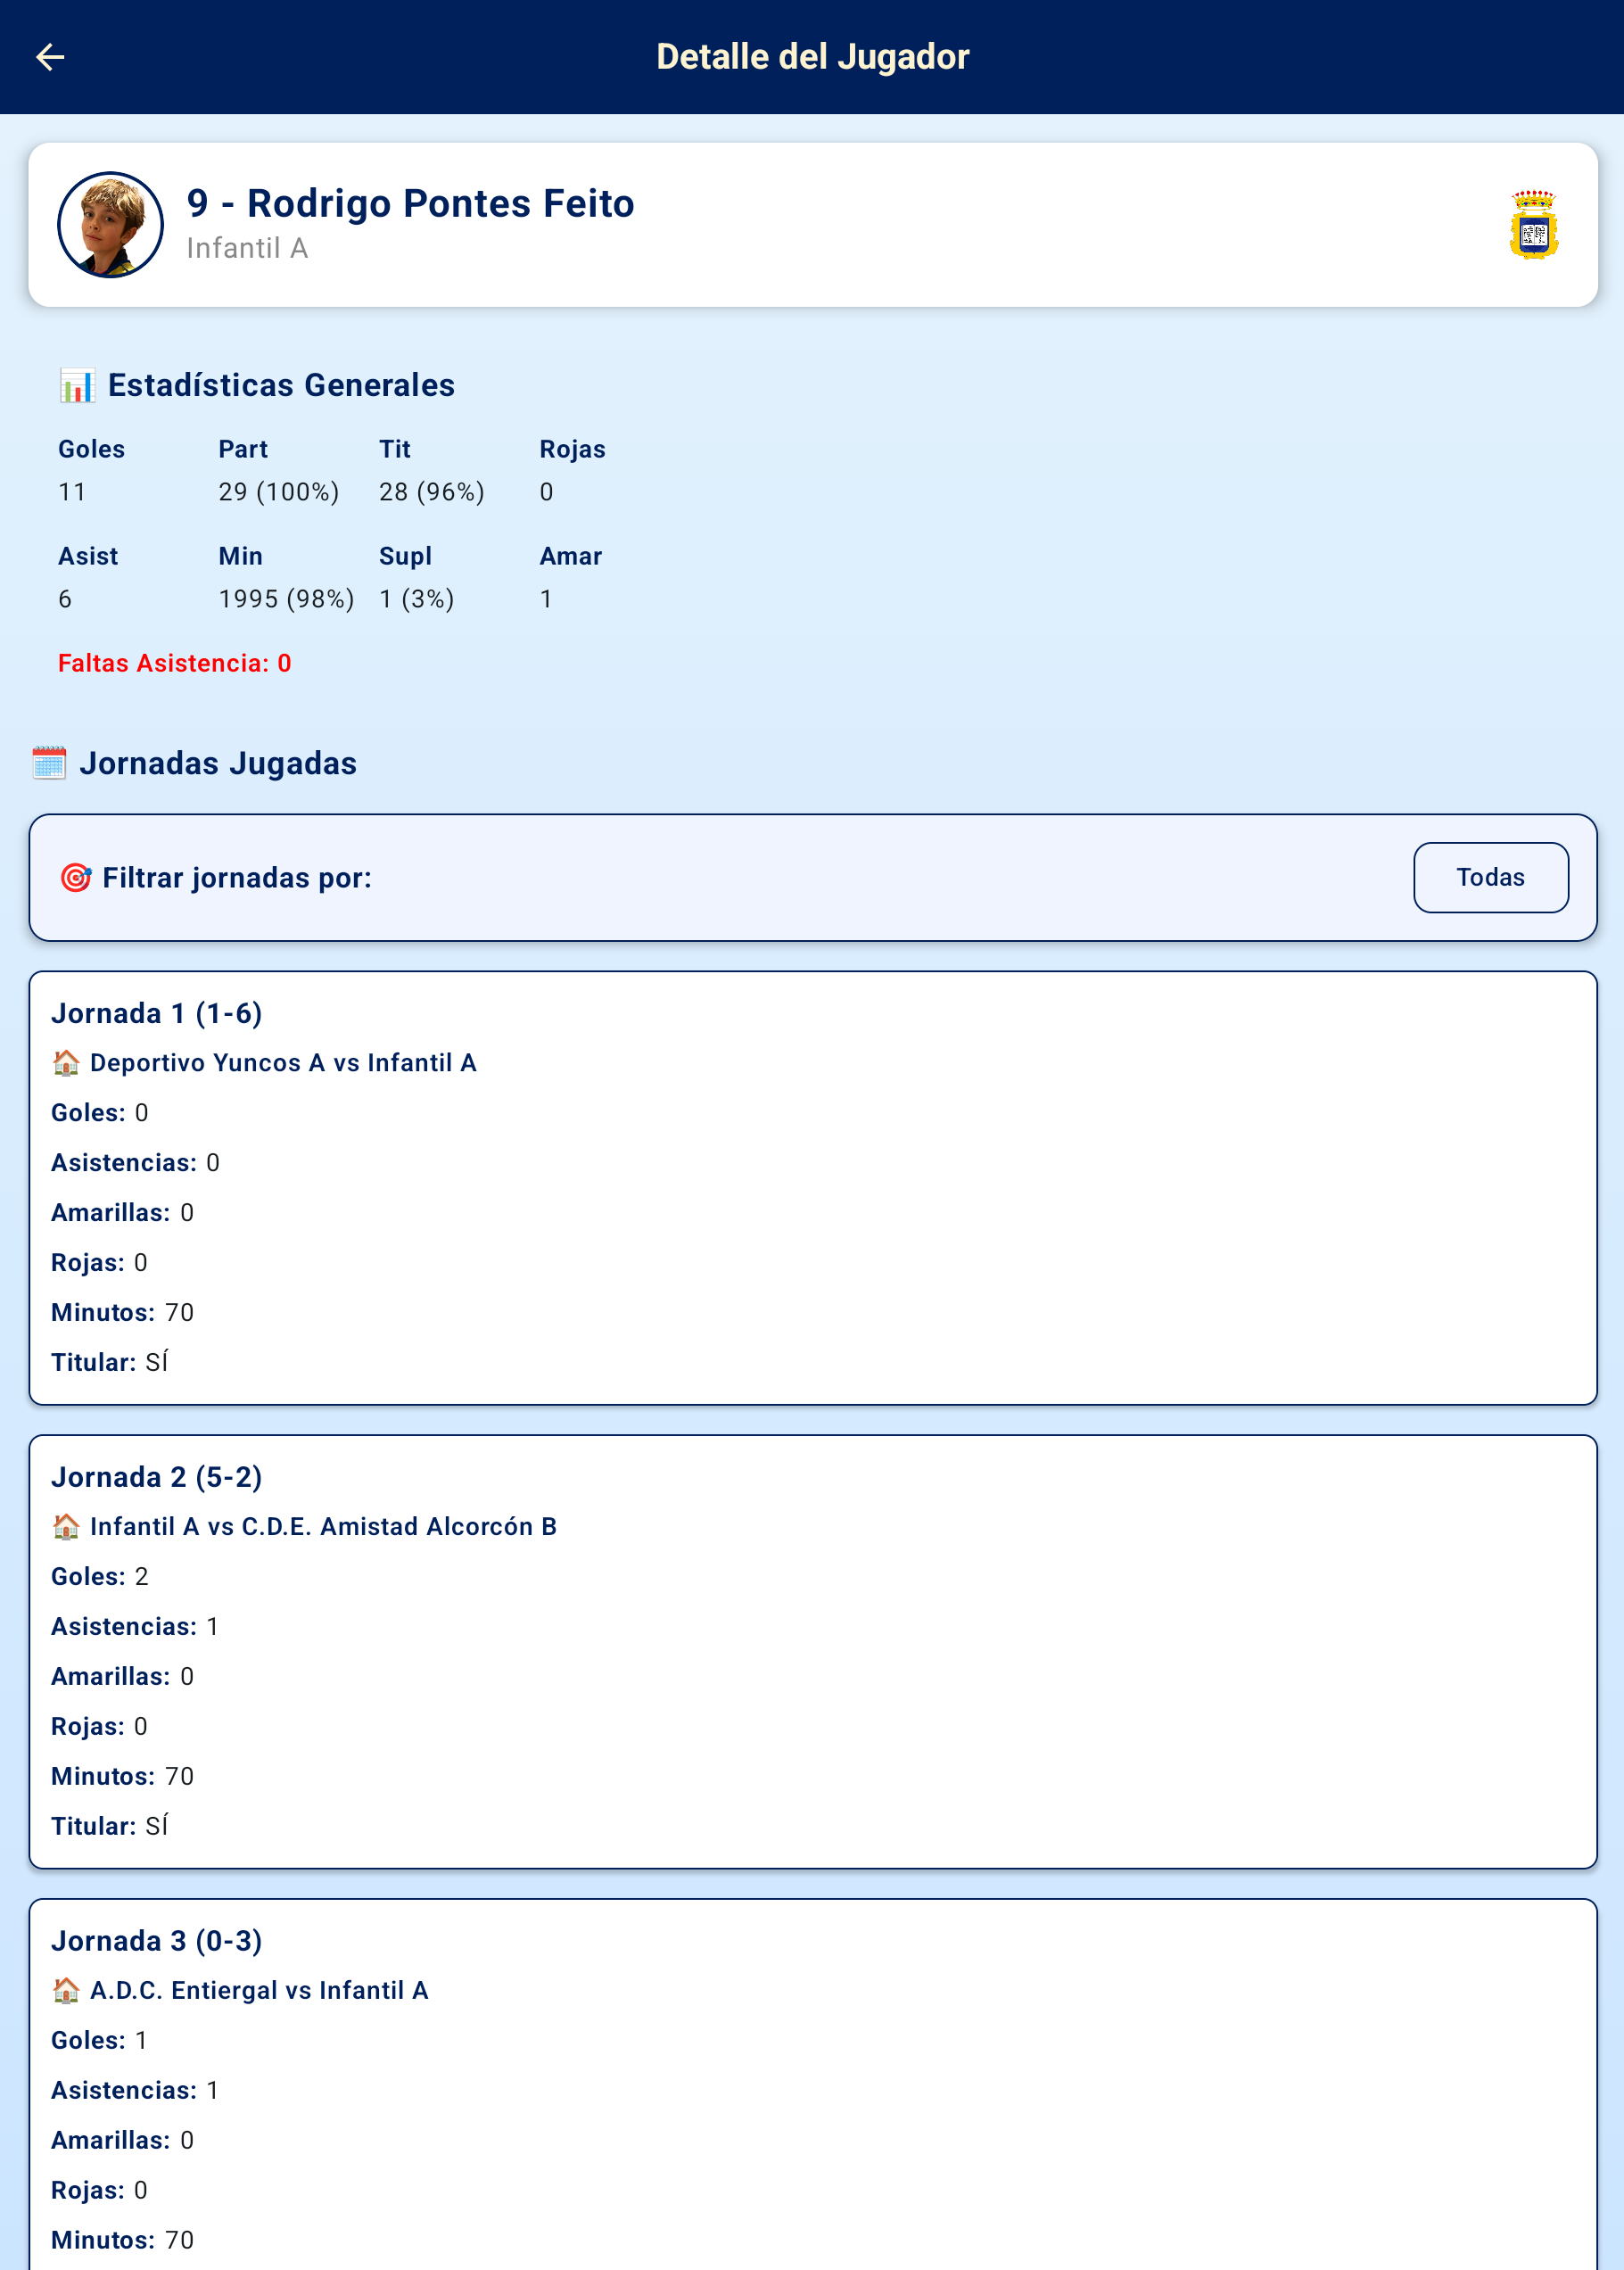 Detalle del Jugador
9 - Rodrigo Pontes Feito
Infantil A
Estadísticas Generales
Goles Part Tit Rojas
11 29 (100%) 28 (96%) 0
Asist Min Supl Amar
6 1995 (98%) 1 (3%) 1
Faltas Asistencia: 0
Jornadas Jugadas
Filtrar jornadas por: Todas
Jornada 1 (1-6)
Deportivo Yuncos A vs Infantil A
Goles: 0
Asistencias: 0
Amarillas: 0
Rojas: 0
Minutos: 70
Titular: SÍ
Jornada 2 (5-2)
Infantil A vs C.D.E. Amistad Alcorcón B
Goles: 2
Asistencias: 1
Amarillas: 0
Rojas: 0
Minutos: 70
Titular: SÍ
Jornada 3 (0-3)
A.D.C. Entiergal vs Infantil A
Goles: 1
Asistencias: 1
Amarillas: 0
Rojas: 0
Minutos: 70